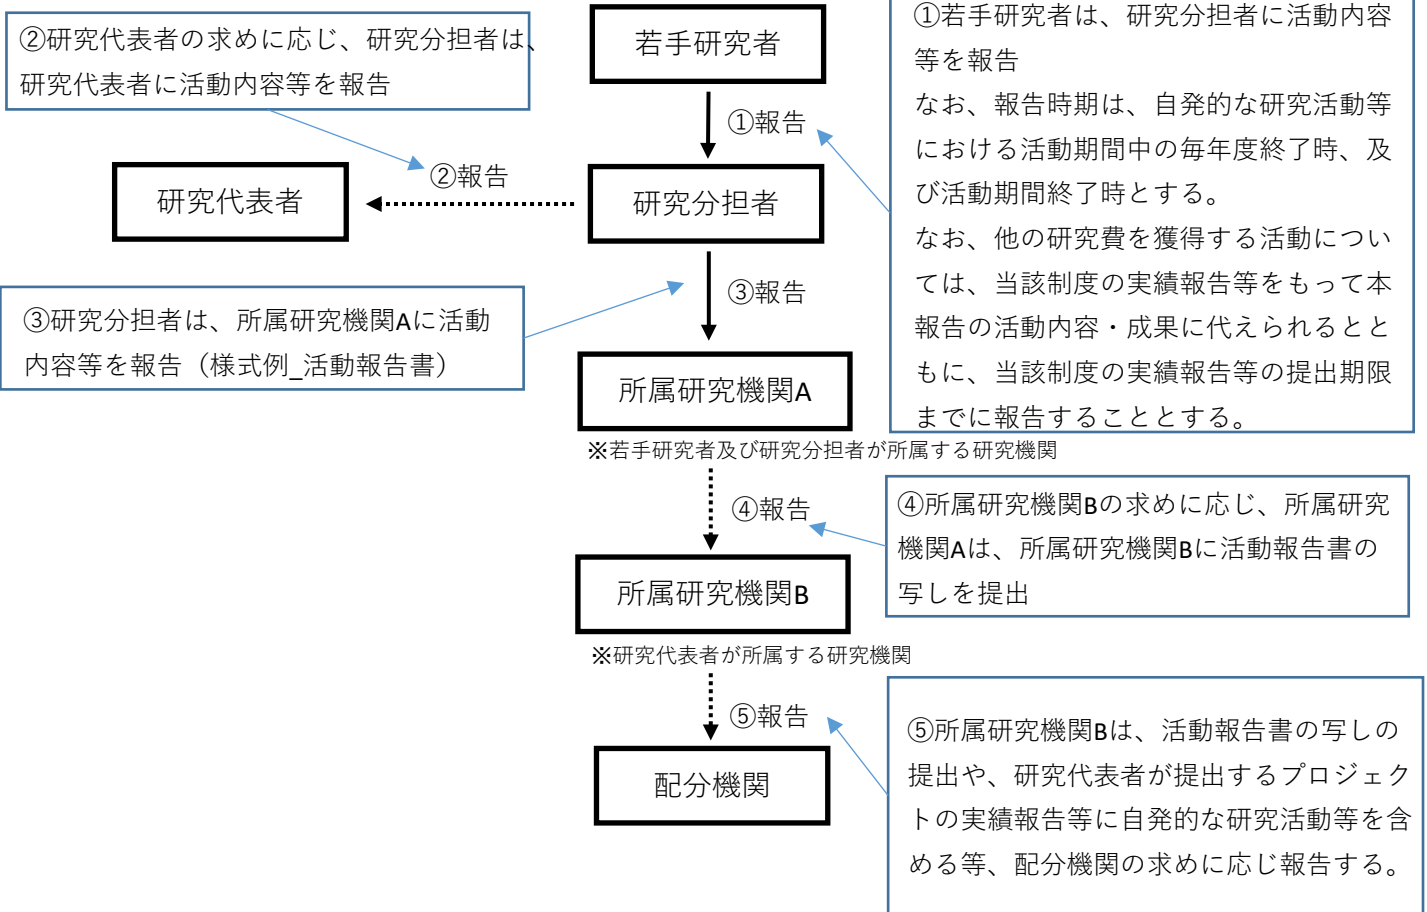 ②研究代表者の求めに応じ、研究分担者は、
研究代表者に活動内容等を報告
若手研究者
①若手研究者は、研究分担者に活動内容
等を報告
なお、報告時期は、自発的な研究活動等
における活動期間中の毎年度終了時、及
び活動期間終了時とする。
なお、他の研究費を獲得する活動につい
ては、当該制度の実績報告等をもって本
報告の活動内容・成果に代えられるとと
もに、当該制度の実績報告等の提出期限
までに報告することとする。
①報告
②報告
研究代表者
研究分担者
③報告
③研究分担者は、所属研究機関Aに活動
内容等を報告（様式例_活動報告書）
所属研究機関A
※若手研究者及び研究分担者が所属する研究機関
④報告
④所属研究機関Bの求めに応じ、所属研究
機関Aは、所属研究機関Bに活動報告書の
写しを提出
所属研究機関B
※研究代表者が所属する研究機関
⑤報告
⑤所属研究機関Bは、活動報告書の写しの
提出や、研究代表者が提出するプロジェク
トの実績報告等に自発的な研究活動等を含
める等、配分機関の求めに応じ報告する。
配分機関